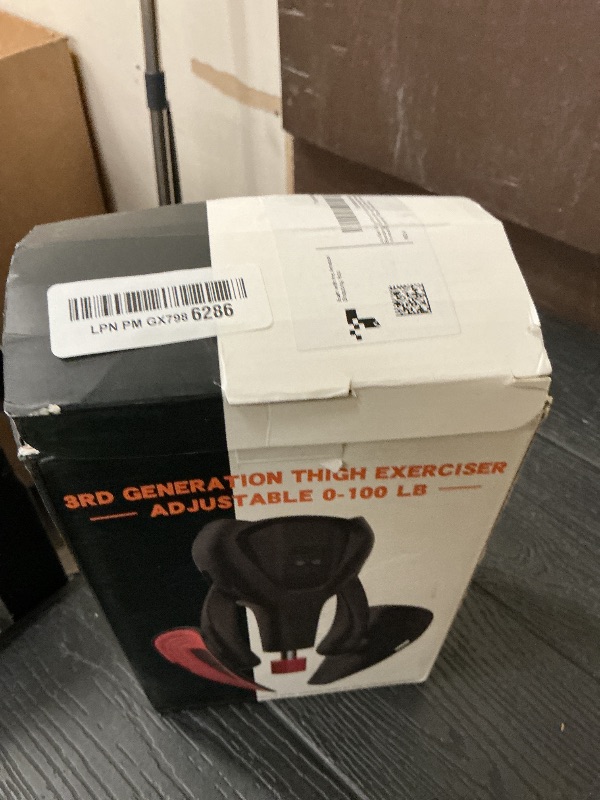 LPN PM GX798 6286
3RD GENERATION THIGH EXERCISER
ADJUSTABLE 0-100 LB